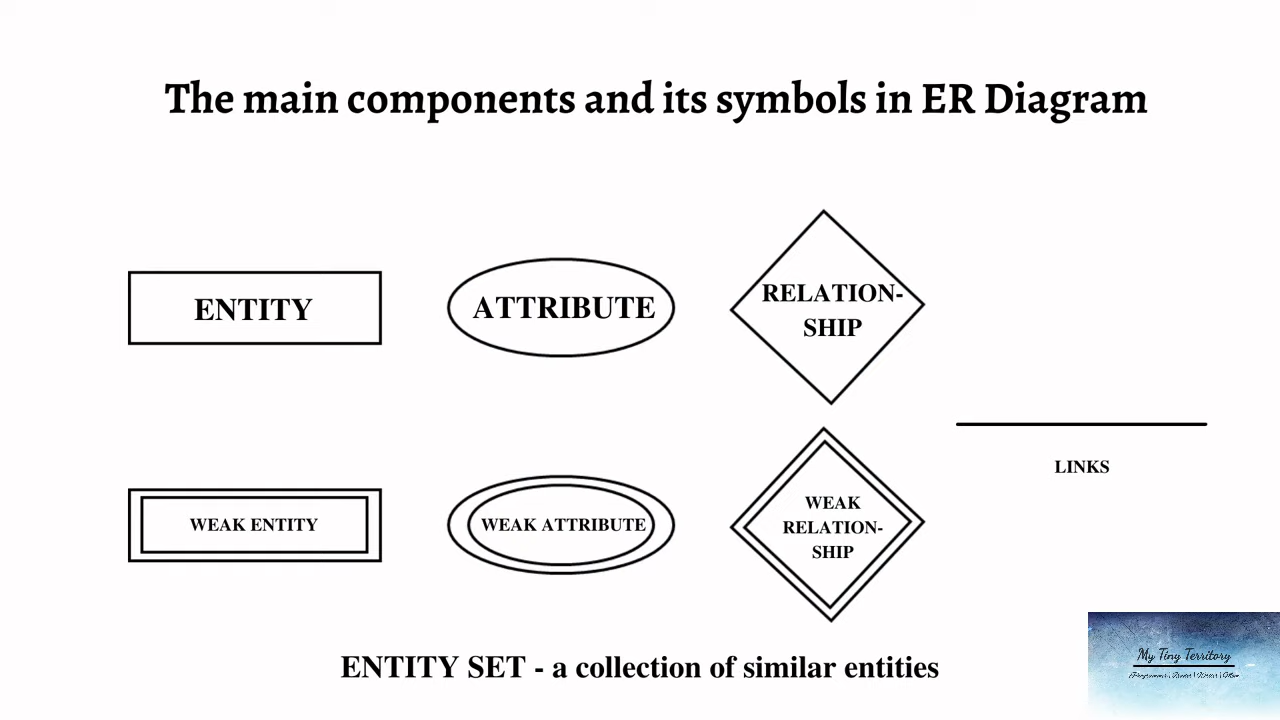 The main components and its symbols in ER Diagram
ENTITY
ATTRIBUTE
RELATION-
SHIP
LINKS
WEAK ENTITY
WEAK ATTRIBUTE
WEAK
RELATION-
SHIP
ENTITY SET - a collection of similar entities
My Tiny Territory